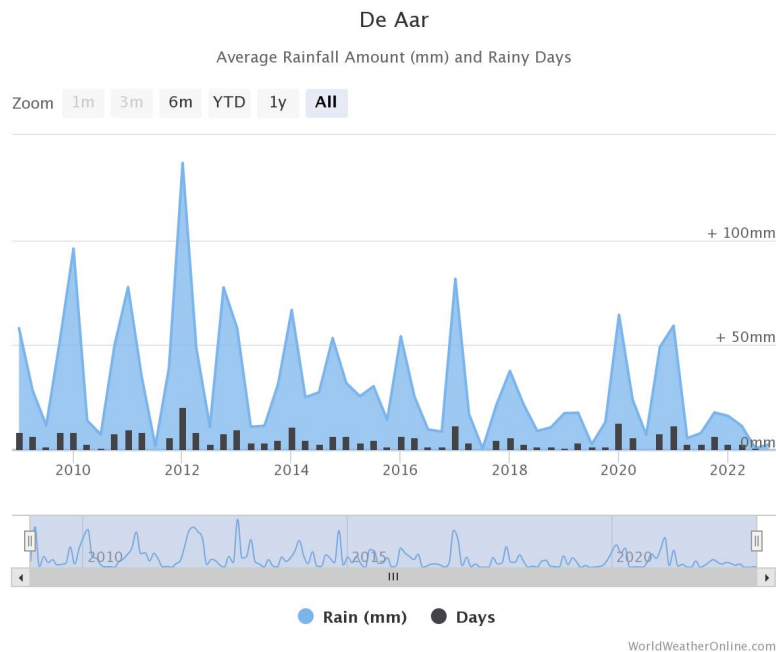 De Aar
Average Rainfall Amount (mm) and Rainy Days
Zoom 1m 3m 6m YTD 1y All
+ 100mm
+ 50mm
0mm
2010 2012 2014 2016 2018 2020 2022
2010 2015 2020
Rain (mm) Days
WorldWeatherOnline.com